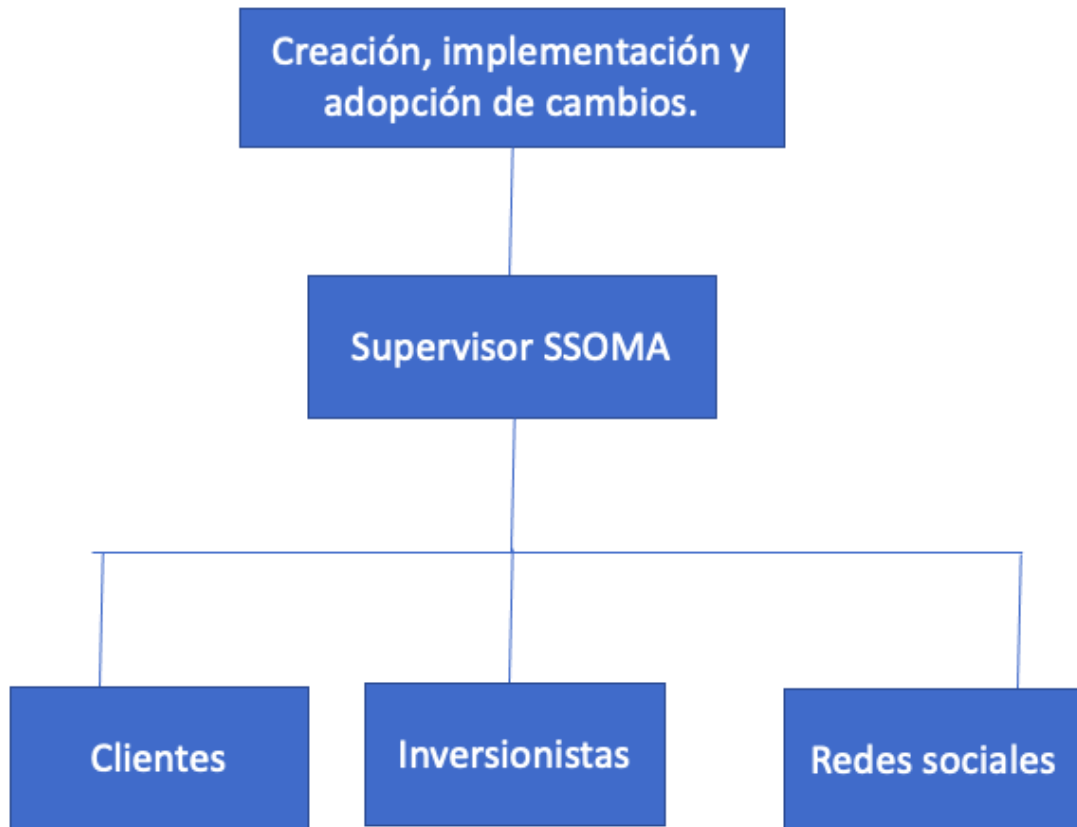 Creación, implementación y
adopción de cambios.
Supervisor SSOMA
Clientes
Inversionistas
Redes sociales